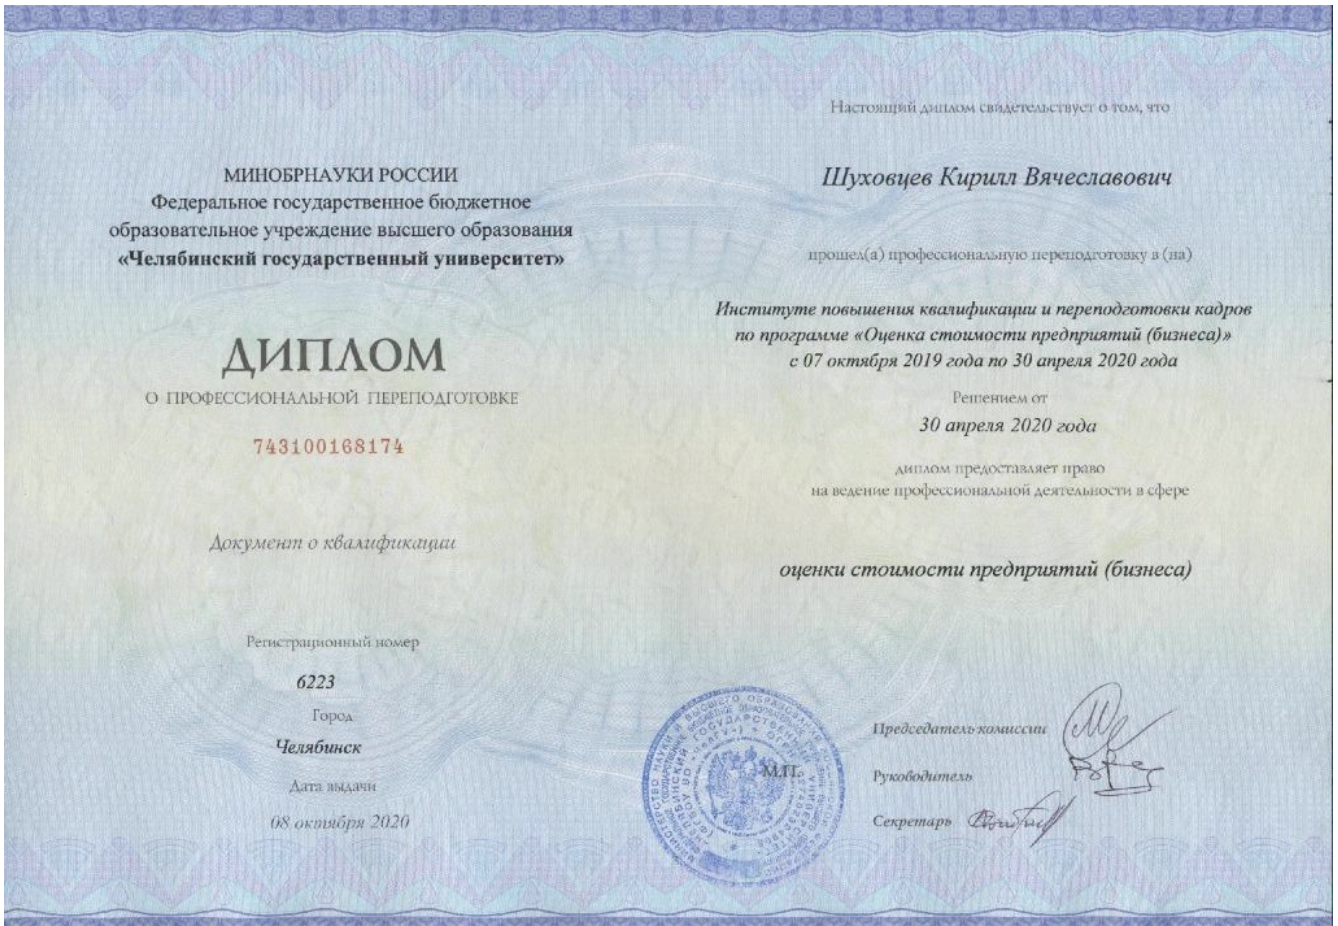 МИНОБРНАУКИ РОССИИ
Федеральное государственное бюджетное
образовательное учреждение высшего образования
«Челябинский государственный университет»
ДИПЛОМ
О ПРОФЕССИОНАЛЬНОЙ ПЕРЕПОДГОТОВКЕ
743100168174
Документ о квалификации
Регистрационный номер
6223
Город
Челябинск
Дата выдачи
08 октября 2020
Настоящий диплом свидетельствует о том, что
Шуховцев Кирилл Вячеславович
прошел(а) профессиональную переподготовку в (на)
Институте повышения квалификации и переподготовки кадров
по программе «Оценка стоимости предприятий (бизнеса)»
с 07 октября 2019 года по 30 апреля 2020 года
Решением от
30 апреля 2020 года
диплом предоставляет право
на ведение профессиональной деятельности в сфере
оценки стоимости предприятий (бизнеса)
М.П.
Председатель комиссии
Руководитель
Секретарь